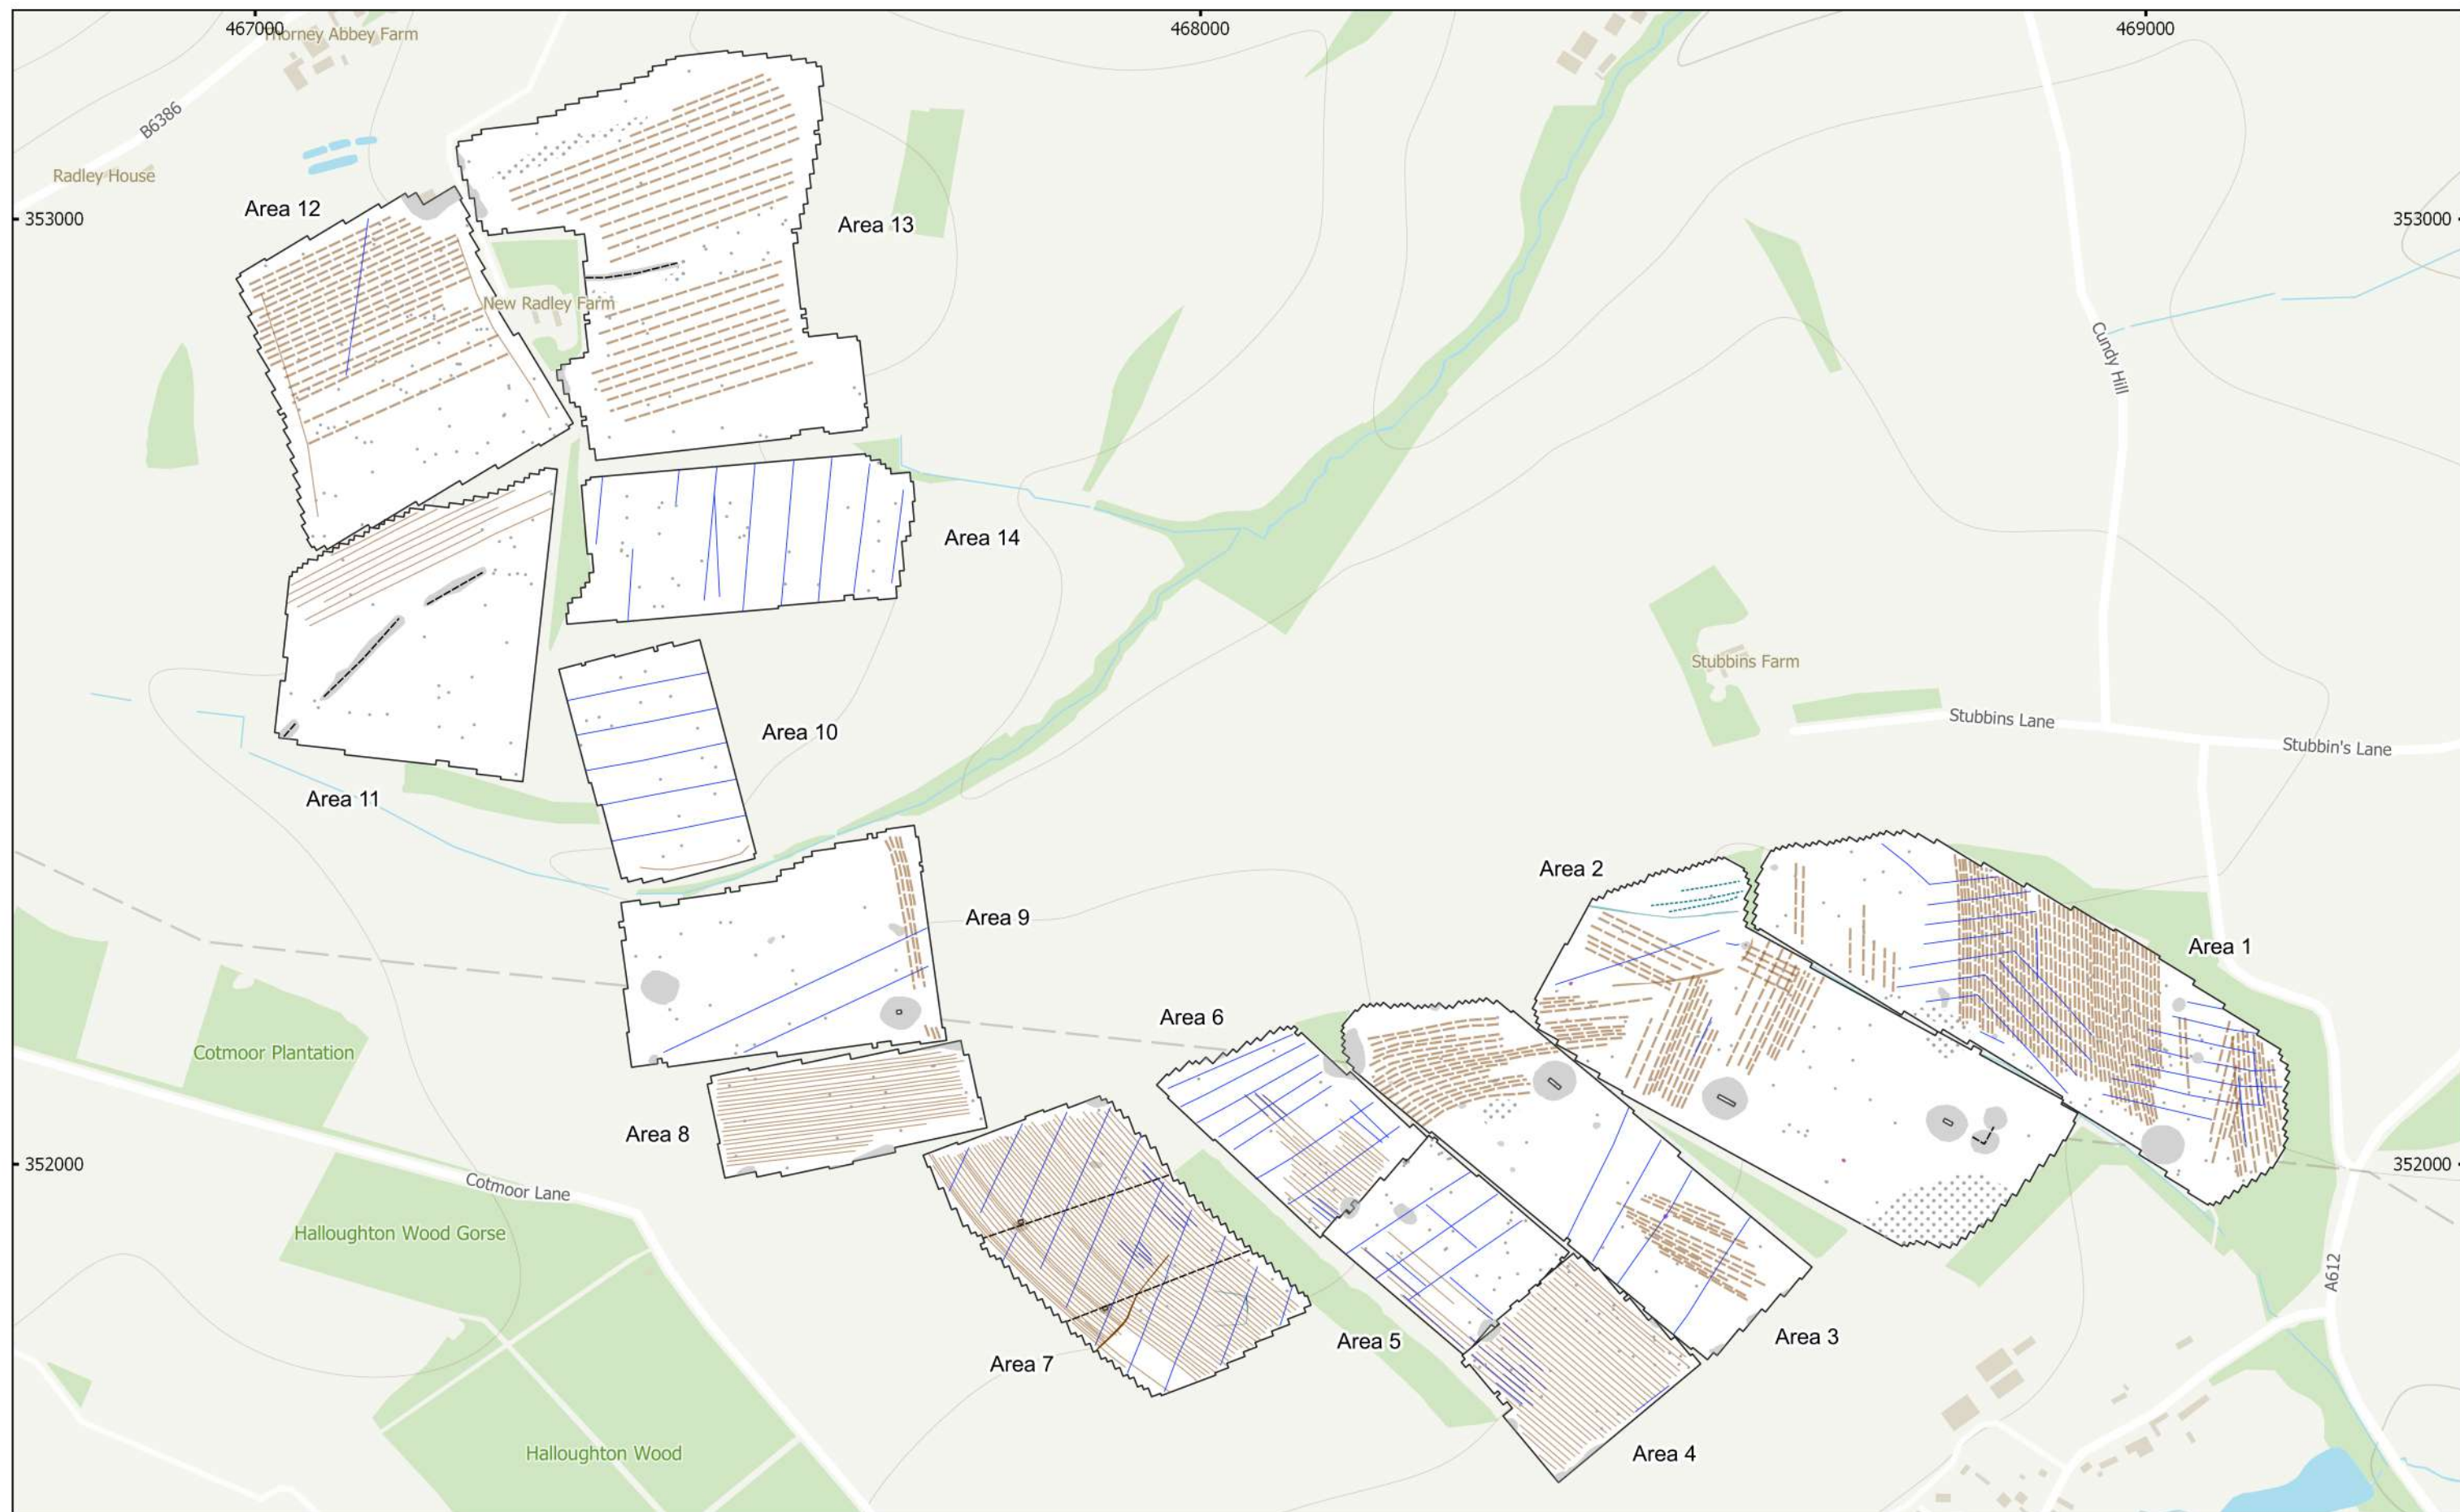 467000
468000
469000
Thorney Abbey Farm
B6386
Radley House
Area 12
353000
353000
Area 13
New Radley Farm
Cundy Hill
Area 14
Stubbins Farm
Stubbins Lane
Stubbin's Lane
Area 10
Area 11
Area 2
Area 9
Area 1
Area 6
Cotmoor Plantation
Area 8
352000
352000
Cotmoor Lane
Halloughton Wood Gorse
A612
Area 5
Area 3
Area 7
Halloughton Wood
Area 4